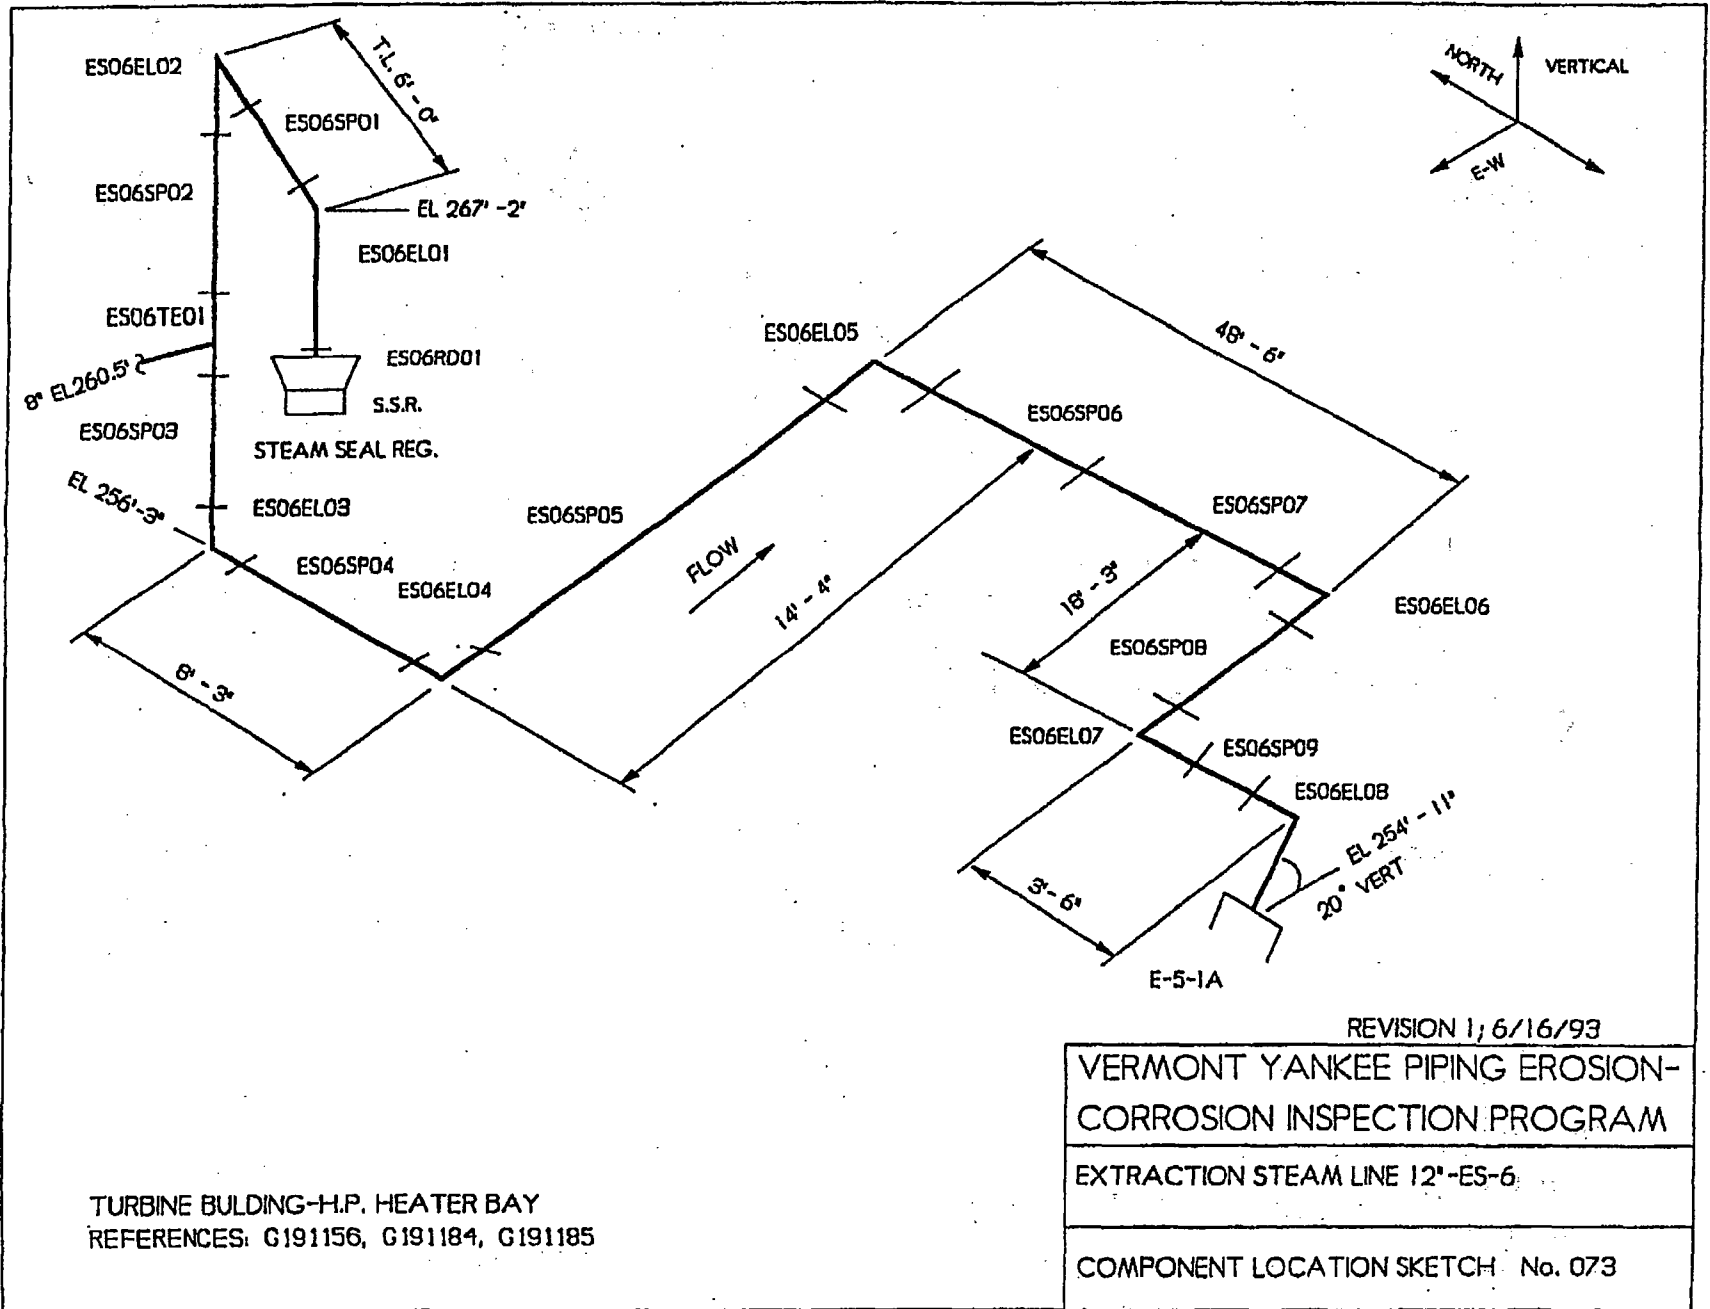 ES06EL02
T.L. 6'-0"
NORTH
VERTICAL
E-W
ES06SP01
ES06SP02
EL 267'-2"
ES06EL01
ES06TE01
ES06RD01
8" EL260.5'
S.S.R.
STEAM SEAL REG.
ES06SP03
EL 256'-3"
ES06EL03
ES06SP04
ES06EL04
8'-3"
ES06SP05
FLOW
14'-4"
ES06EL05
48'-6"
ES06SP06
ES06SP07
18'-3"
ES06EL06
ES06SP08
ES06EL07
ES06SP09
ES06EL08
3'-6"
EL 254'-11"
20° VERT
E-5-1A
REVISION 1; 6/16/93
VERMONT YANKEE PIPING EROSION-
CORROSION INSPECTION PROGRAM
EXTRACTION STEAM LINE 12"-ES-6
COMPONENT LOCATION SKETCH No. 073
TURBINE BULDING-H.P. HEATER BAY
REFERENCES: G191156, G191184, G191185